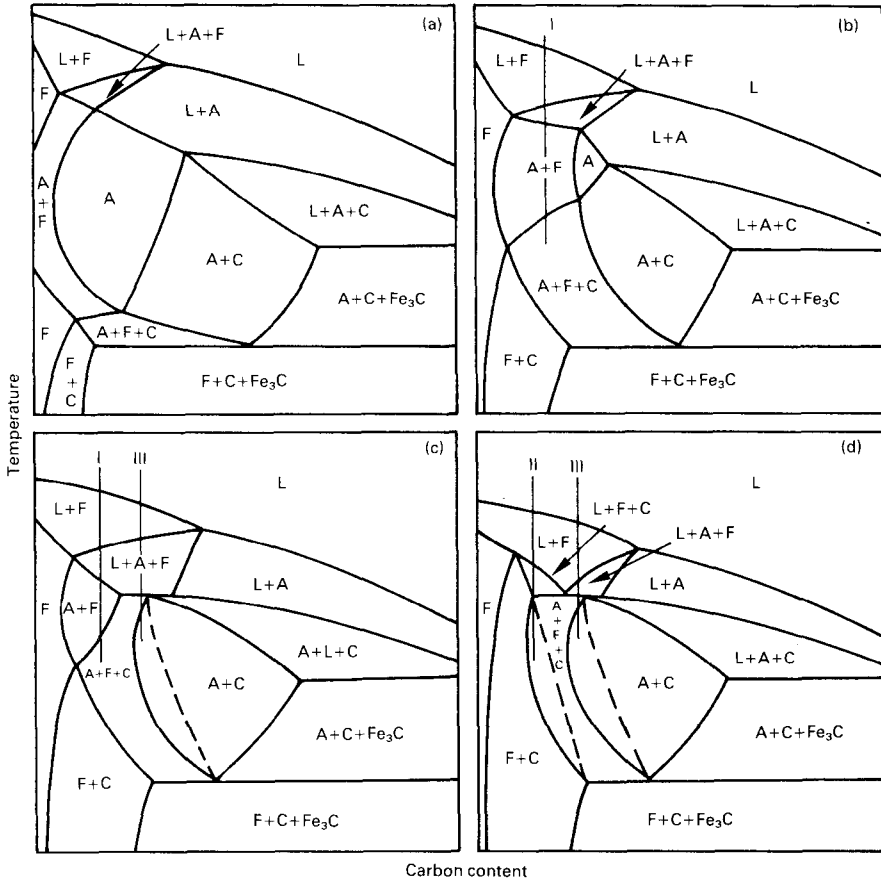 (a)
L+A+F
L+F
L
F
L+A
A
+
F
A
L+A+C
A+C
A+C+Fe₃C
F
A+F+C
F
+
C
F+C+Fe₃C
(b)
I
L+F
L+A+F
L
L+A
F
A+F
A
L+A+C
A+C
A+F+C
A+C+Fe₃C
F+C
F+C+Fe₃C
Temperature
(c)
I
III
L
L+F
L+A+F
L+A
F
A+F
A+L+C
A+F+C
A+C
A+C+Fe₃C
F+C
F+C+Fe₃C
(d)
II
III
L
L+F+C
L+A+F
L+F
L+A
F
A
+
F
+
C
L+A+C
A+C
A+C+Fe₃C
F+C
F+C+Fe₃C
Carbon content